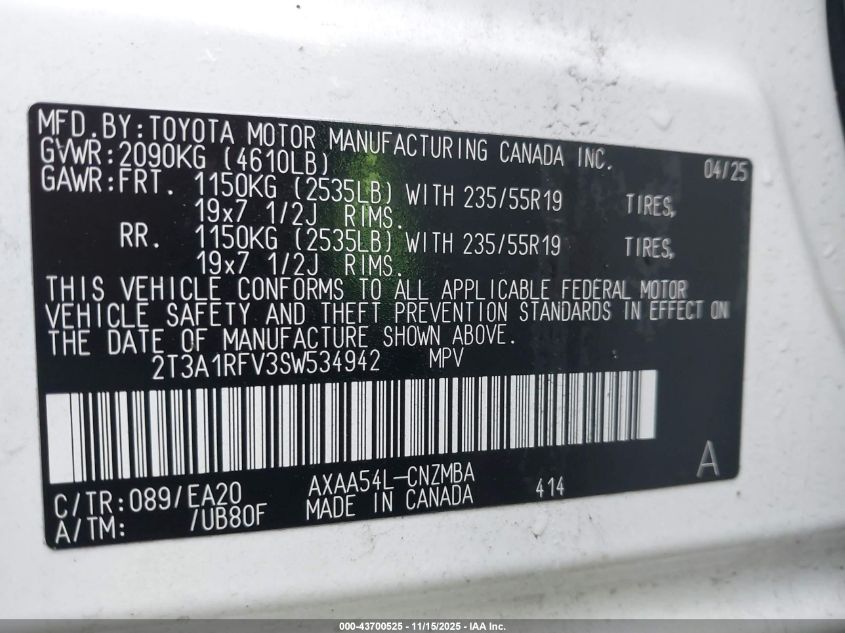 MFD.BY:TOYOTA MOTOR MANUFACTURING CANADA INC. 04/25
GVWR:2090KG (4610LB)
GAWR:FRT. 1150KG (2535LB) WITH 235/55R19 TIRES,
19x7 1/2J RIMS.
RR. 1150KG (2535LB) WITH 235/55R19 TIRES,
19x7 1/2J RIMS.
THIS VEHICLE CONFORMS TO ALL APPLICABLE FEDERAL MOTOR
VEHICLE SAFETY AND THEFT PREVENTION STANDARDS IN EFFECT ON
THE DATE OF MANUFACTURE SHOWN ABOVE.
2T3A1RFV3SW534942 MPV
C/TR:089/EA20 AXAA54L-CNZMBA 414 A
A/TM: /UB80F MADE IN CANADA
000-43700525 - 11/15/2025 - IAA Inc.